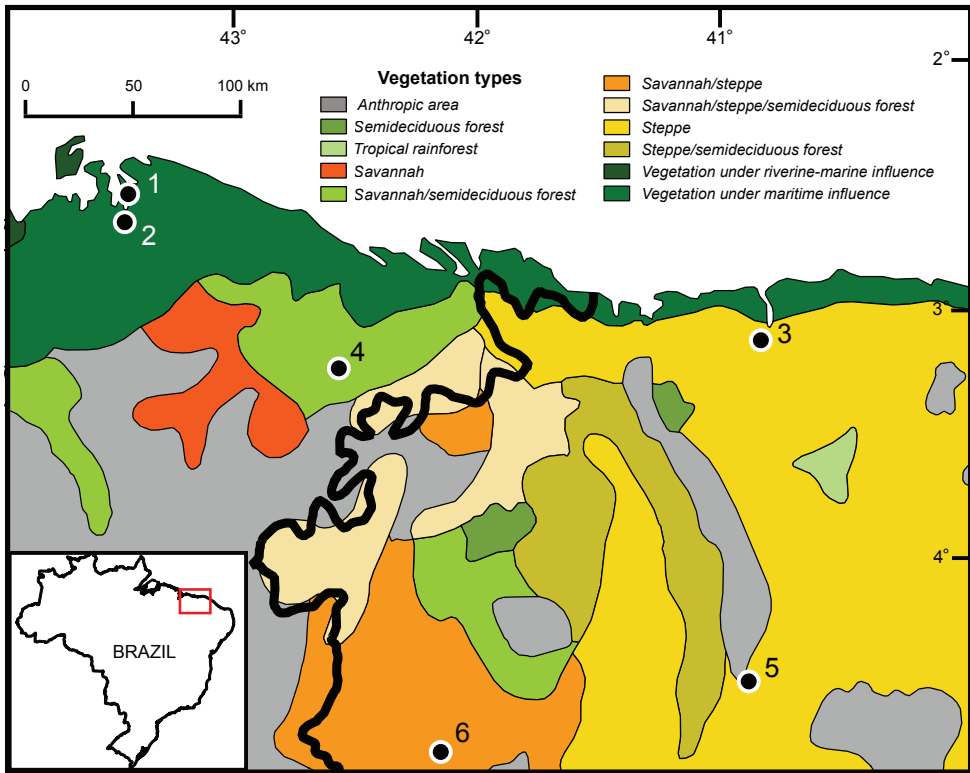 43°
42°
41°
2°
0 50 100 km
Vegetation types
Anthropic area
Semideciduous forest
Tropical rainforest
Savannah
Savannah/semideciduous forest
Savannah/steppe
Savannah/steppe/semideciduous forest
Steppe
Steppe/semideciduous forest
Vegetation under riverine-marine influence
Vegetation under maritime influence
1
2
3°
3
4
4°
BRAZIL
5
6